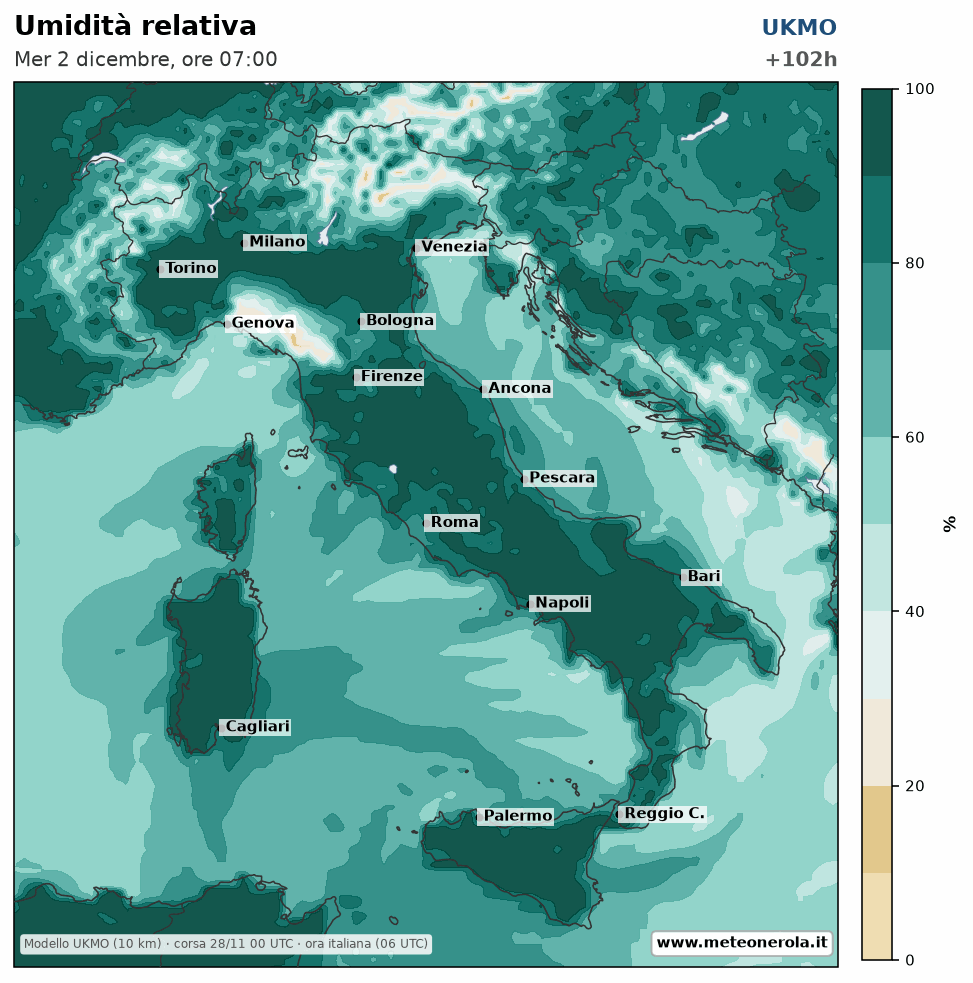 Umidità relativa
UKMO
Mer 2 dicembre, ore 07:00
+102h
100
80
60
40
20
0
%
Milano
Venezia
Torino
Genova
Bologna
Firenze
Ancona
Pescara
Roma
Bari
Napoli
Cagliari
Palermo
Reggio C.
Modello UKMO (10 km) · corsa 28/11 00 UTC · ora italiana (06 UTC)
www.meteonerola.it